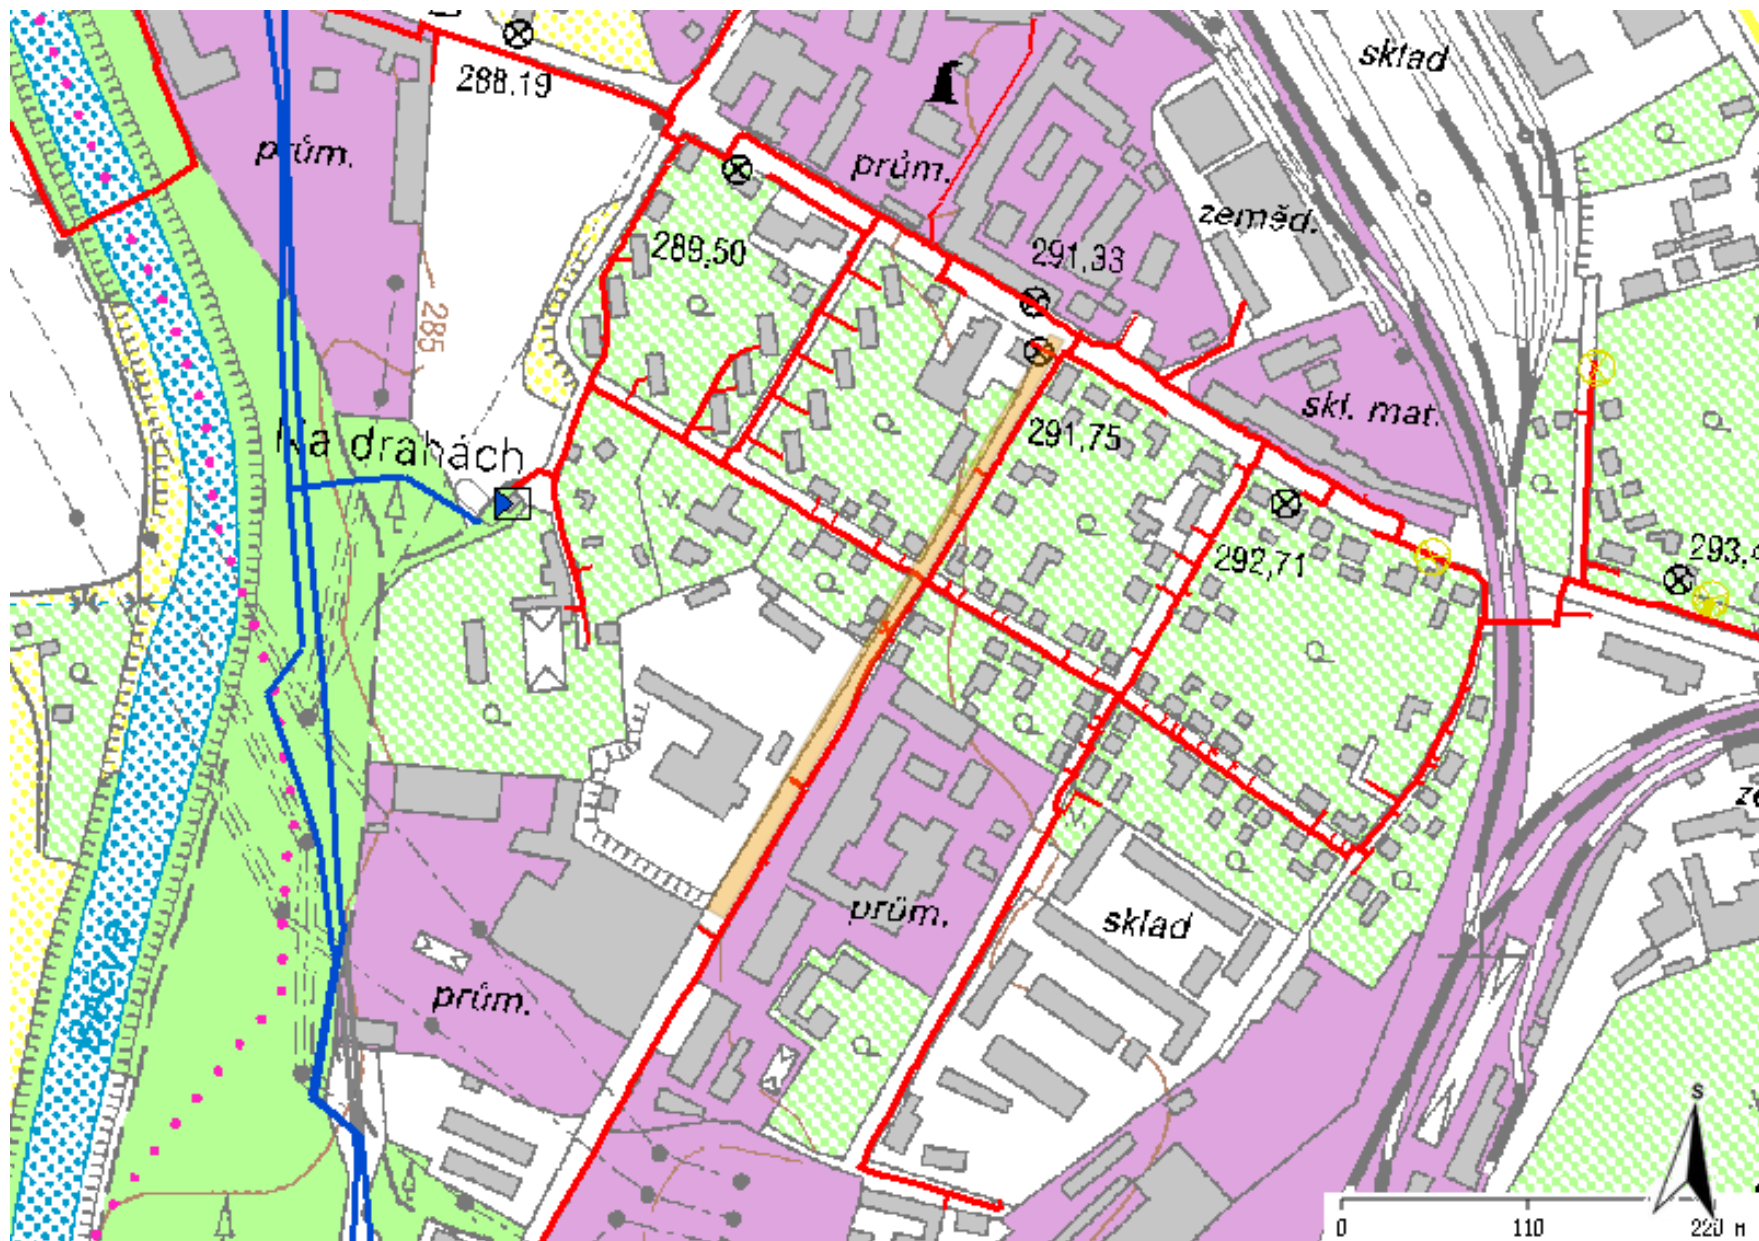 sklad
288.19
prům.
prům.
zeměd.
289,50
291,33
285
skl. mat.
Na drahách
291,75
292,71
293,4
prům.
sklad
prům.
Bečva
S
0 110 220 M